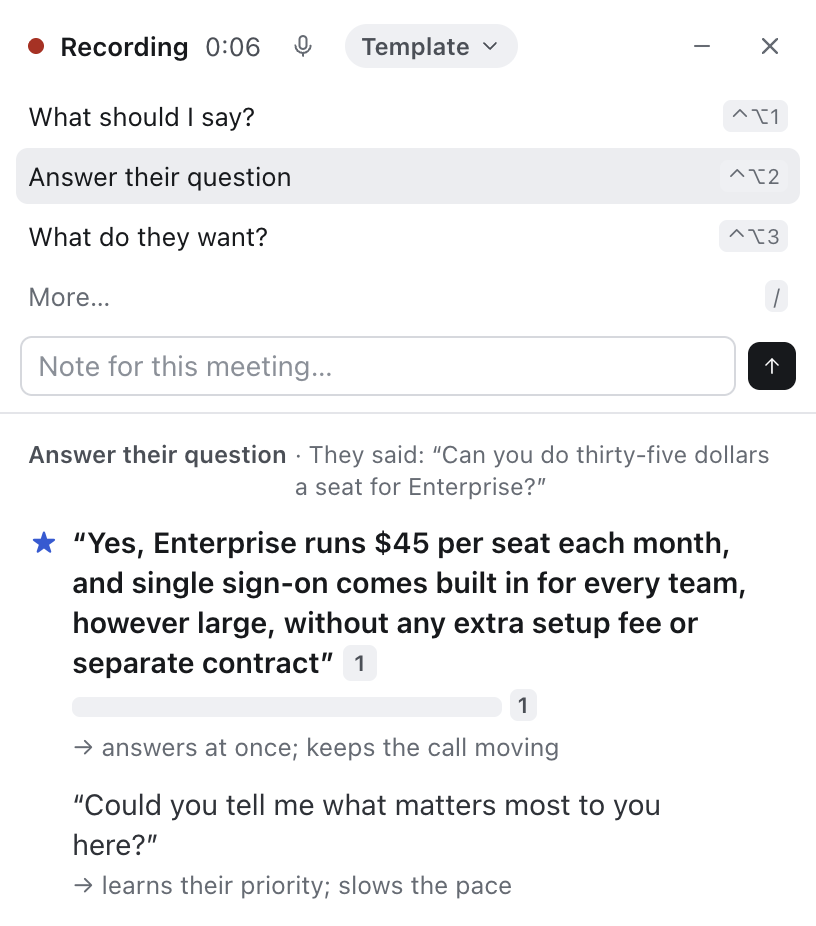 Recording 0:06 Template
What should I say? ^⌥1
Answer their question ^⌥2
What do they want? ^⌥3
More... /
Note for this meeting...
Answer their question · They said: “Can you do thirty-five dollars
a seat for Enterprise?”
“Yes, Enterprise runs $45 per seat each month,
and single sign-on comes built in for every team,
however large, without any extra setup fee or
separate contract” 1
1
→ answers at once; keeps the call moving
“Could you tell me what matters most to you
here?”
→ learns their priority; slows the pace